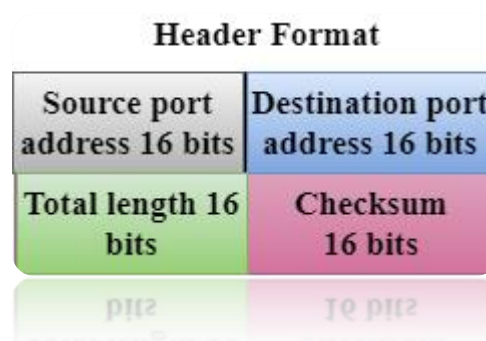 Header Format
Source port
address 16 bits
Destination port
address 16 bits
Total length 16
bits
Checksum
16 bits